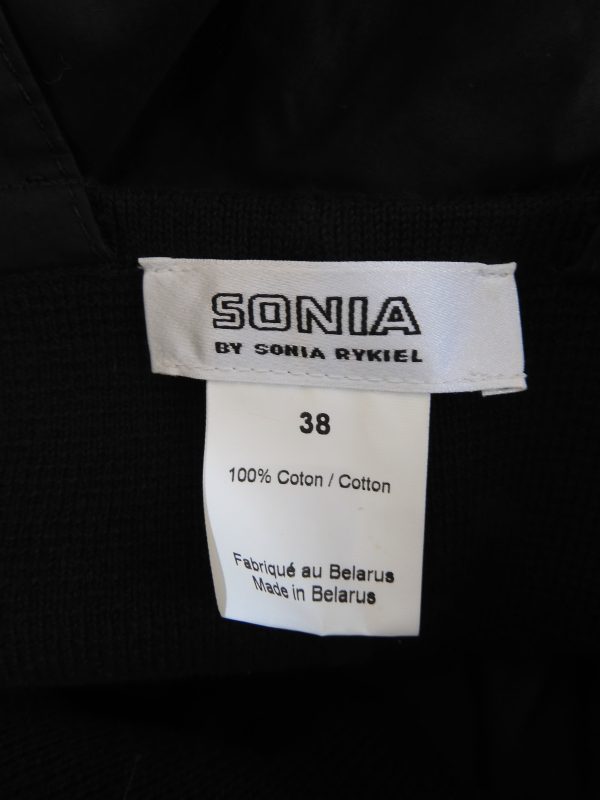 SONIA
BY SONIA RYKIEL
38
100% Coton / Cotton
Fabriqué au Belarus
Made in Belarus